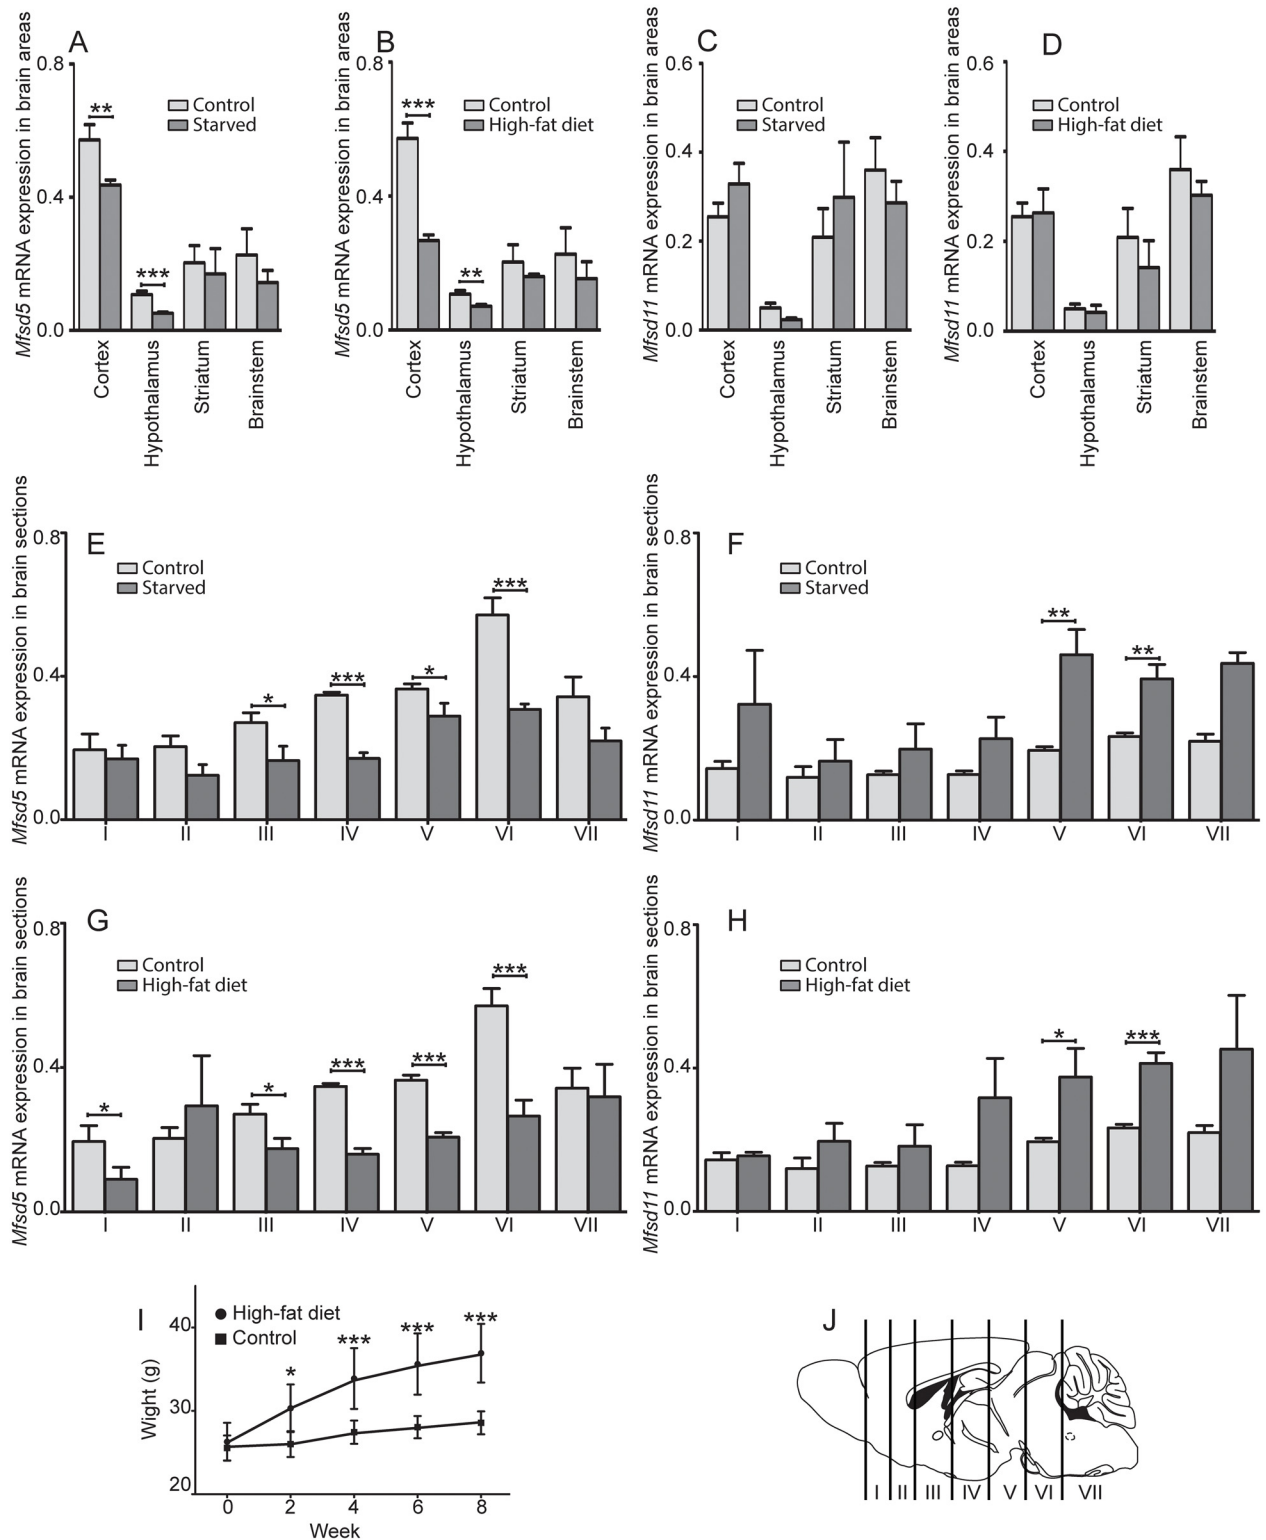 A
Mfsd5 mRNA expression in brain areas
0.8
0.4
0.0
**
***
Control
Starved
Cortex
Hypothalamus
Striatum
Brainstem
B
Mfsd5 mRNA expression in brain areas
0.8
0.4
0.0
***
**
Control
High-fat diet
Cortex
Hypothalamus
Striatum
Brainstem
C
Mfsd11 mRNA expression in brain areas
0.6
0.4
0.2
0.0
Control
Starved
Cortex
Hypothalamus
Striatum
Brainstem
D
Mfsd11 mRNA expression in brain areas
0.6
0.4
0.2
0.0
Control
High-fat diet
Cortex
Hypothalamus
Striatum
Brainstem
E
Mfsd5 mRNA expression in brain sections
0.8
0.4
0.0
Control
Starved
*
***
*
***
I II III IV V VI VII
F
Mfsd11 mRNA expression in brain sections
0.8
0.4
0.0
Control
Starved
**
**
I II III IV V VI VII
G
Mfsd5 mRNA expression in brain sections
0.8
0.4
0.0
Control
High-fat diet
*
*
***
***
***
I II III IV V VI VII
H
Mfsd11 mRNA expression in brain sections
0.8
0.4
0.0
Control
High-fat diet
*
***
I II III IV V VI VII
I
Wight (g)
40
30
20
High-fat diet
Control
*
***
***
***
0 2 4 6 8
Week
J
I II III IV V VI VII